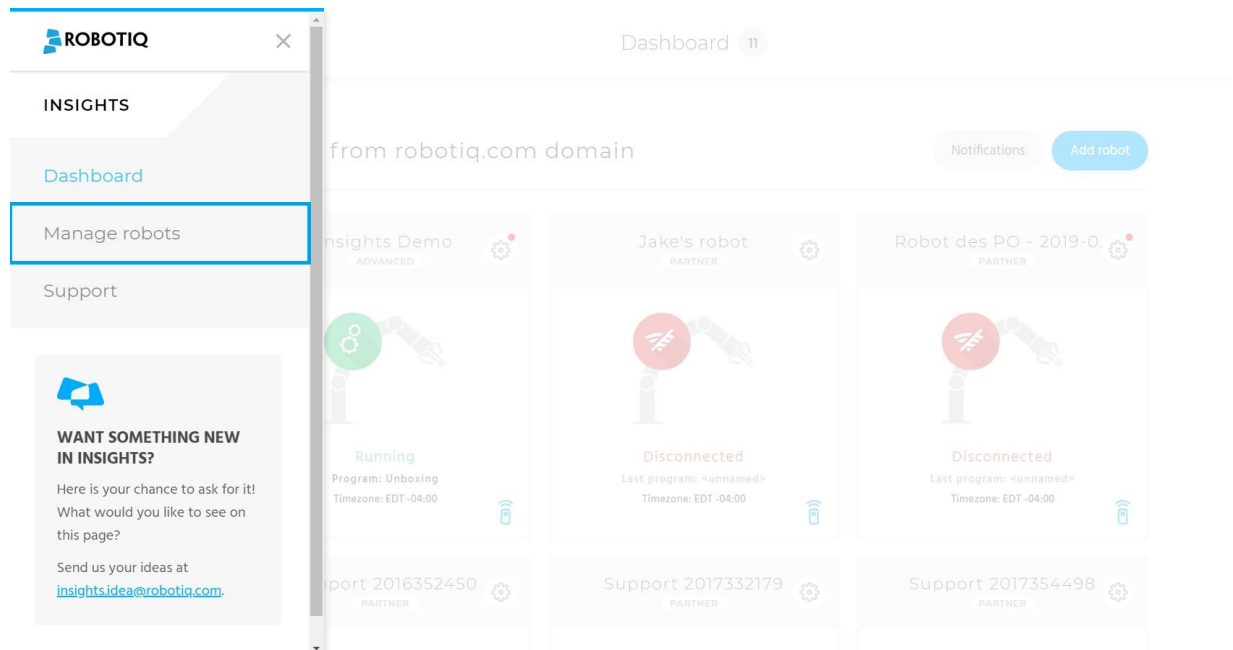 ROBOTIQ
INSIGHTS
Dashboard
Manage robots
Support
WANT SOMETHING NEW
IN INSIGHTS?
Here is your chance to ask for it!
What would you like to see on
this page?
Send us your ideas at
insights.idea@robotiq.com.
Dashboard 11
from robotiq.com domain
Notifications
Add robot
nsights Demo
ADVANCED
Running
Program: Unboxing
Timezone: EDT -04:00
Jake's robot
PARTNER
Disconnected
Last program: <unnamed>
Timezone: EDT -04:00
Robot des PO - 2019-0.
PARTNER
Disconnected
Last program: <unnamed>
Timezone: EDT -04:00
pport 2016352450
PARTNER
Support 2017332179
PARTNER
Support 2017354498
PARTNER